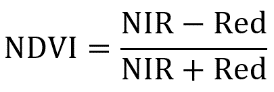 NDVI = (NIR − Red) / (NIR + Red)